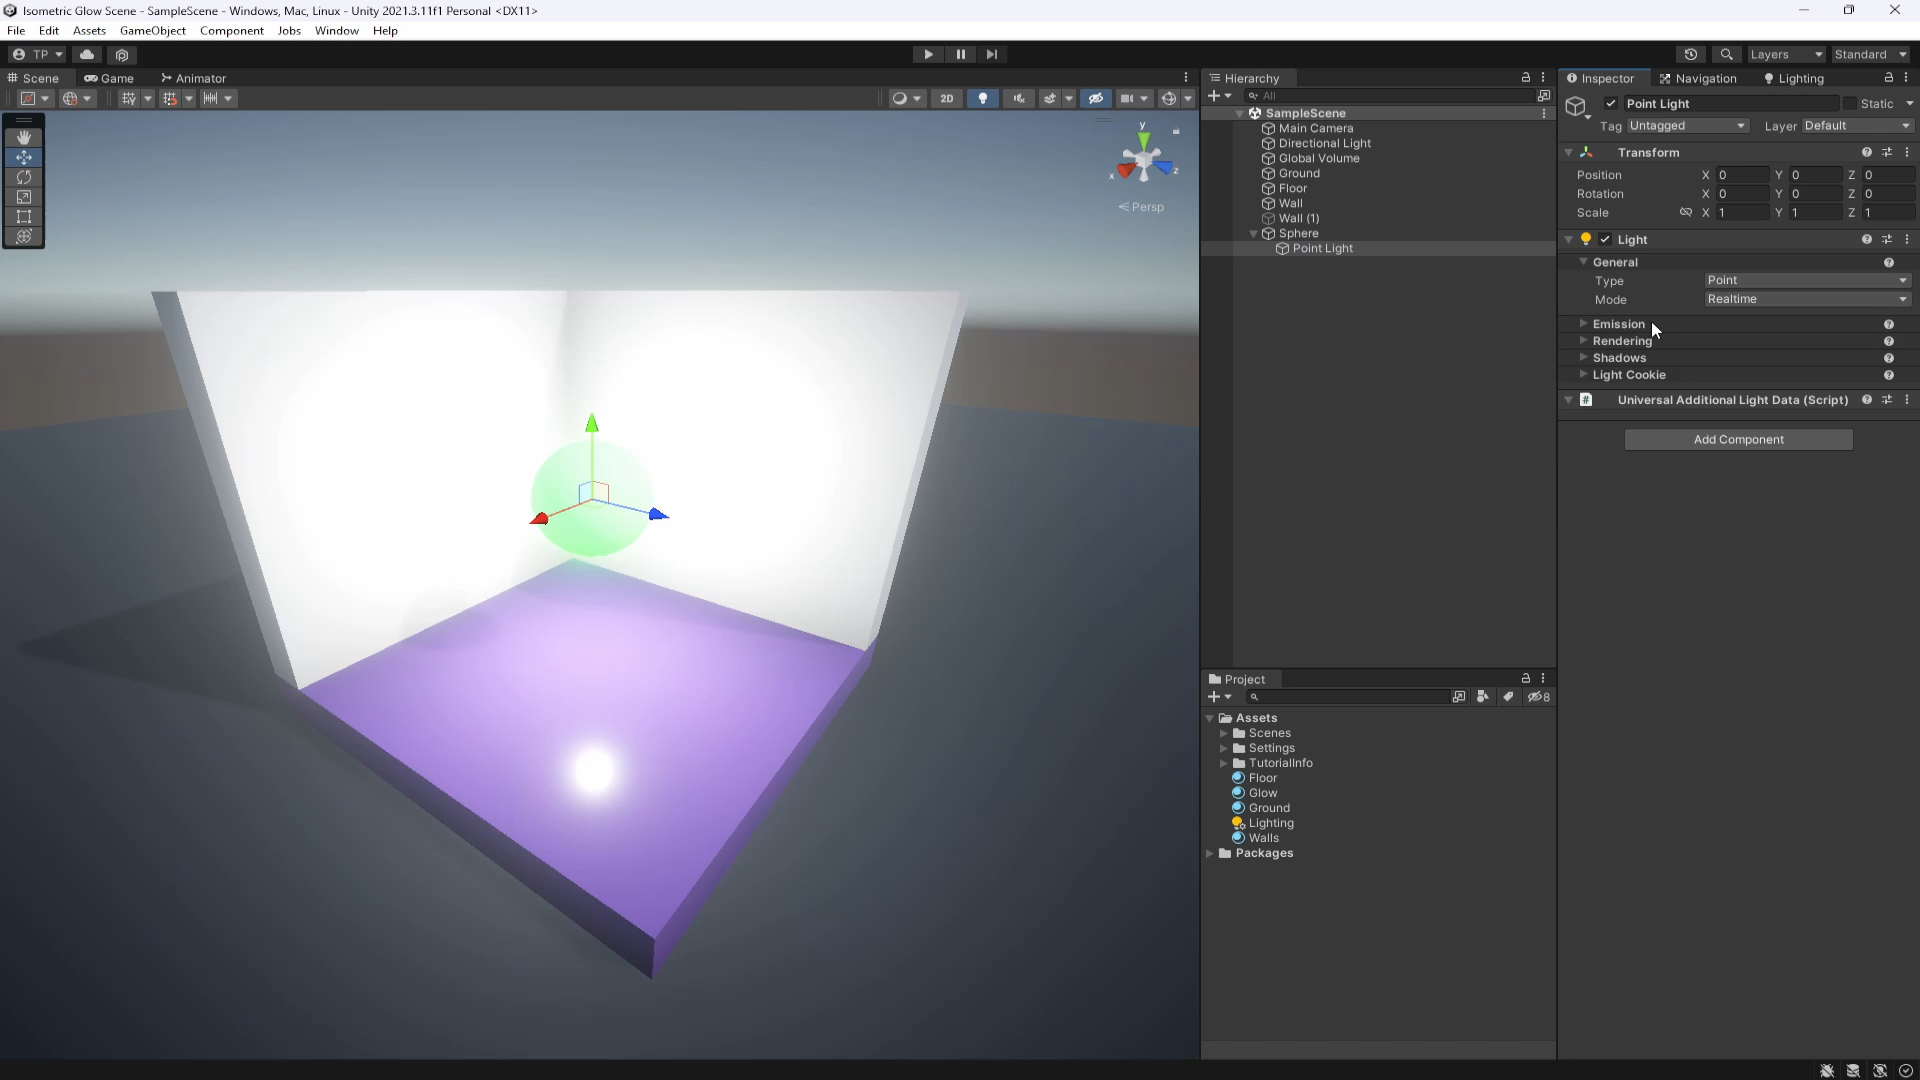 Isometric Glow Scene - SampleScene - Windows, Mac, Linux - Unity 2021.3.11f1 Personal <DX11>
File Edit Assets GameObject Component Jobs Window Help
TP Layers Standard
Scene Game Animator
2D
y
x
z
Persp
Hierarchy
All
SampleScene
Main Camera
Directional Light
Global Volume
Ground
Floor
Wall
Wall (1)
Sphere
Point Light
Project
8
Assets
Scenes
Settings
TutorialInfo
Floor
Glow
Ground
Lighting
Walls
Packages
Inspector Navigation Lighting
Point Light Static
Tag Untagged Layer Default
Transform
Position X 0 Y 0 Z 0
Rotation X 0 Y 0 Z 0
Scale X 1 Y 1 Z 1
Light
General
Type Point
Mode Realtime
Emission
Rendering
Shadows
Light Cookie
# Universal Additional Light Data (Script)
Add Component